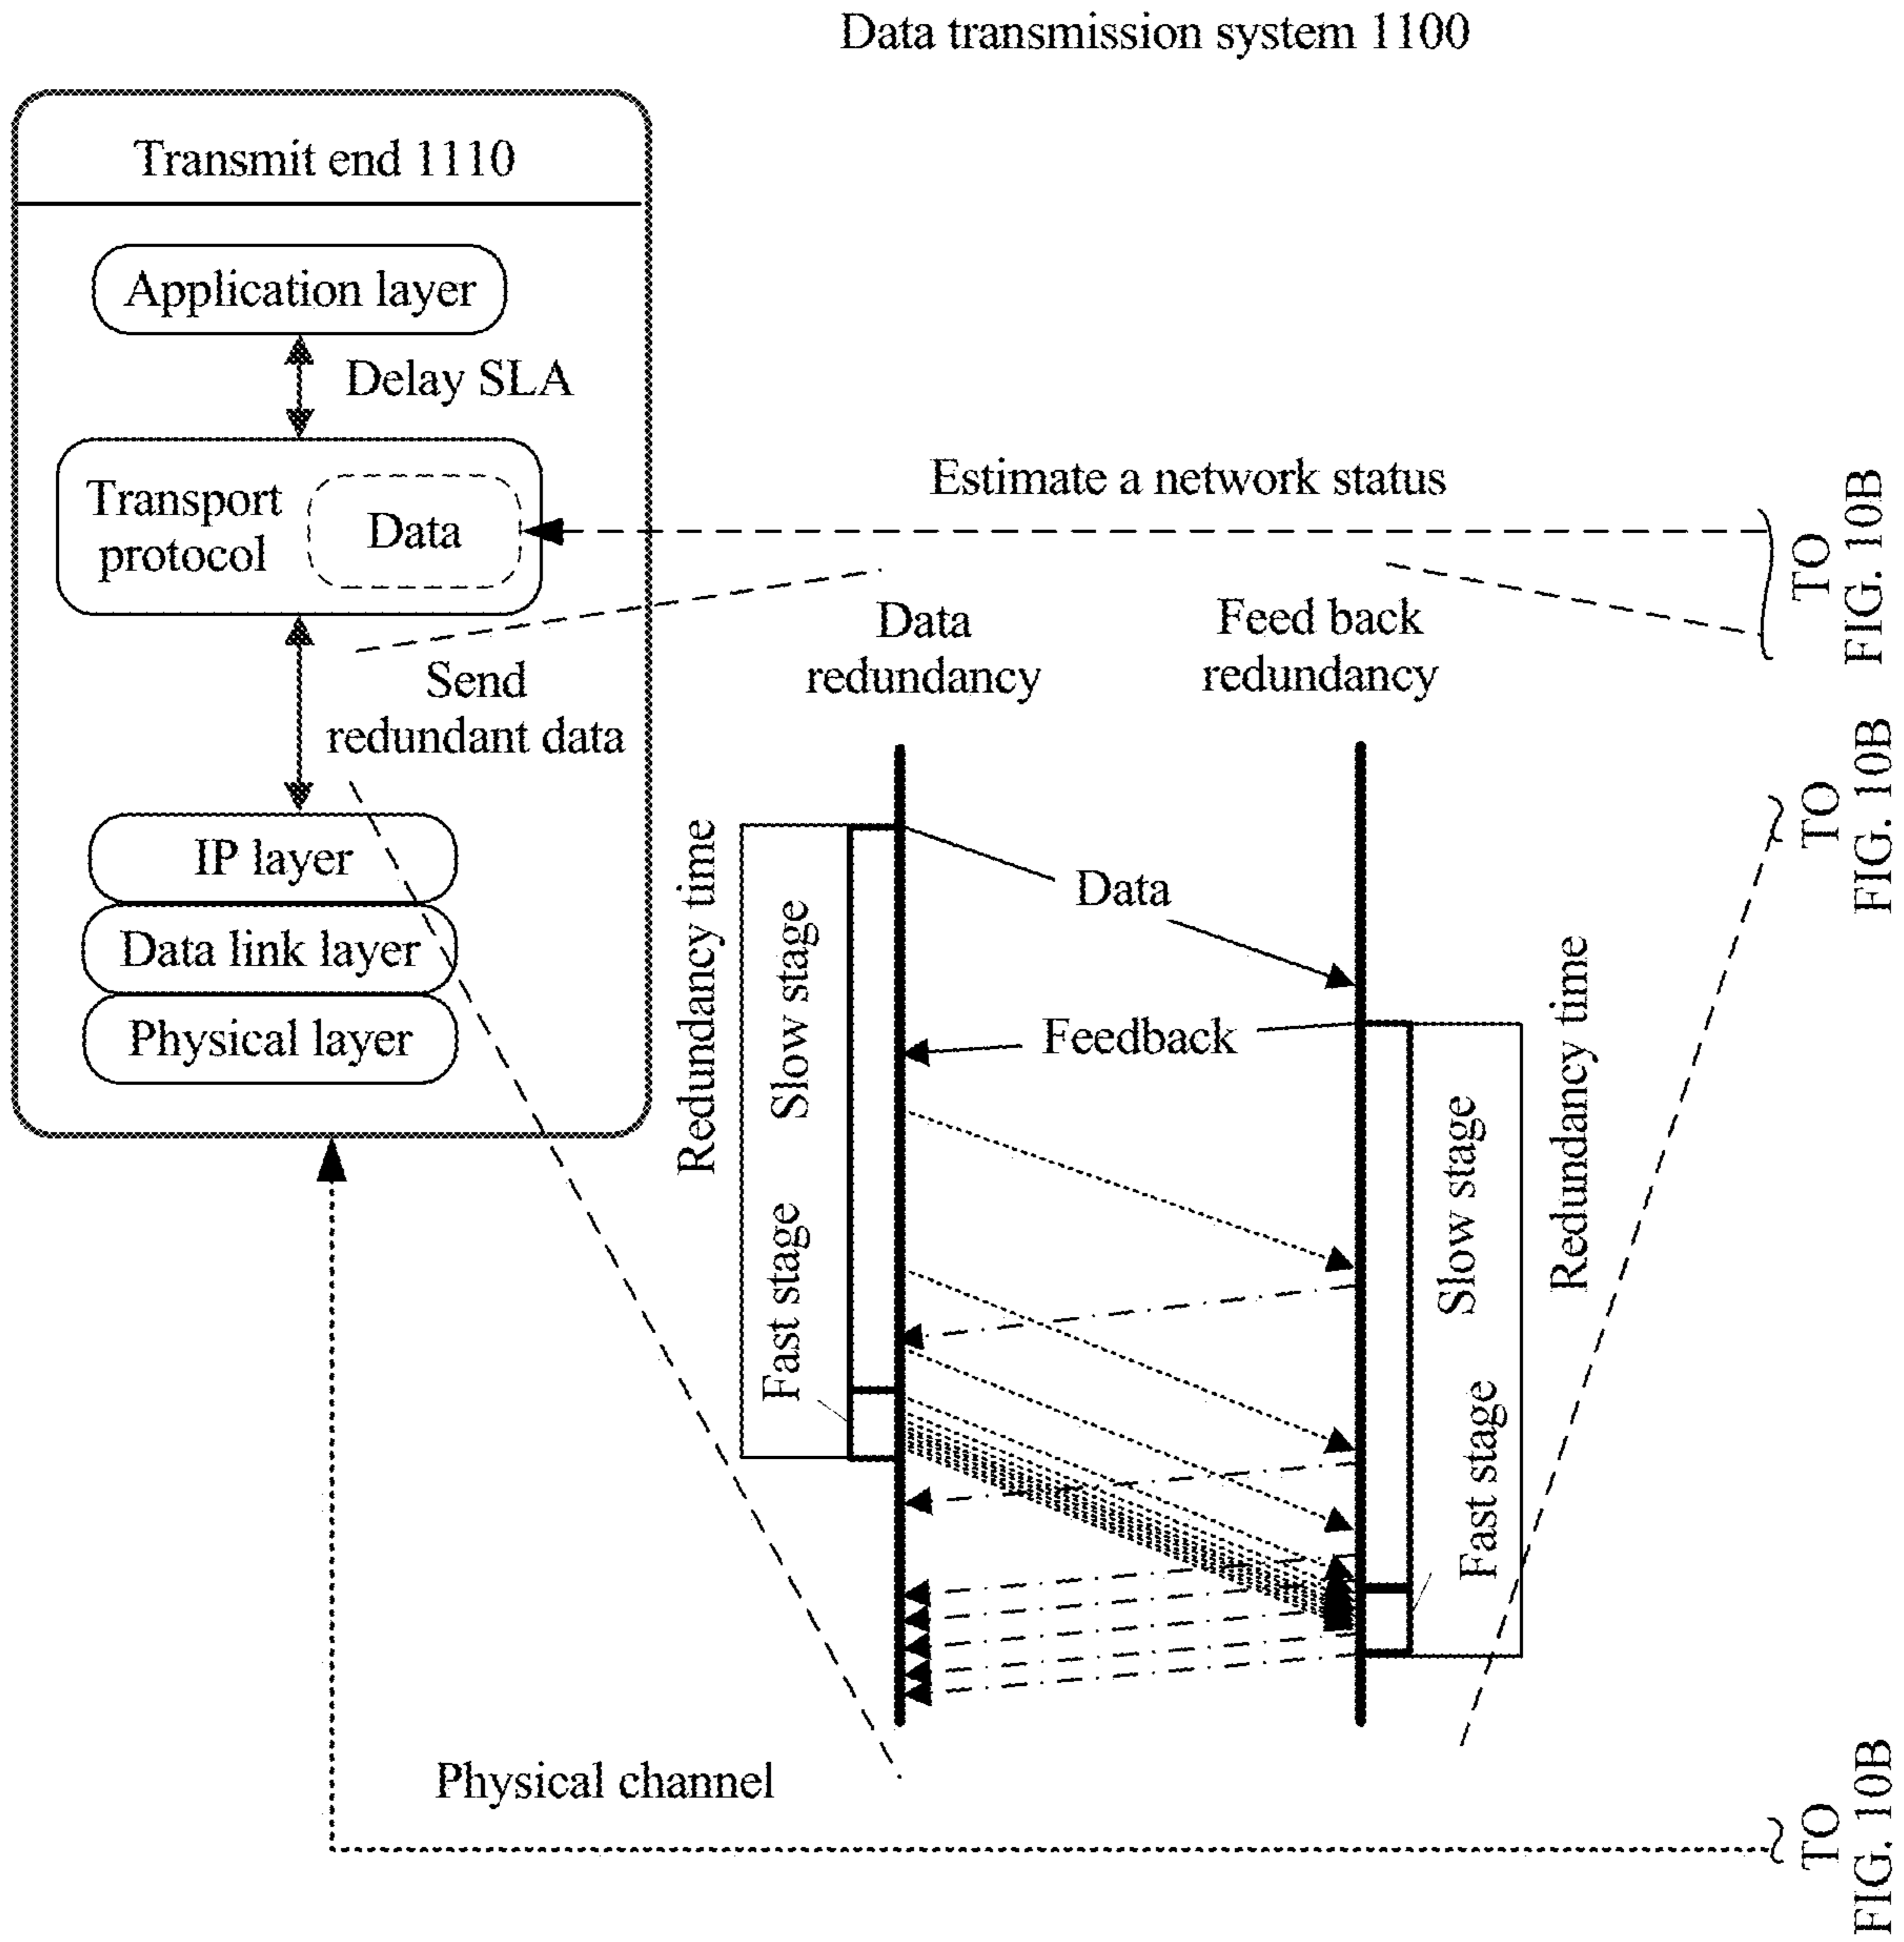 Data transmission system 1100
Transmit end 1110
Application layer
Delay SLA
Transport
protocol
Data
Estimate a network status
TO
FIG. 10B
Data
redundancy
Feed back
redundancy
Send
redundant data
TO
FIG. 10B
IP layer
Data link layer
Physical layer
Redundancy time
Slow stage
Fast stage
Data
Feedback
Slow stage
Fast stage
Redundancy time
Physical channel
TO
FIG. 10B